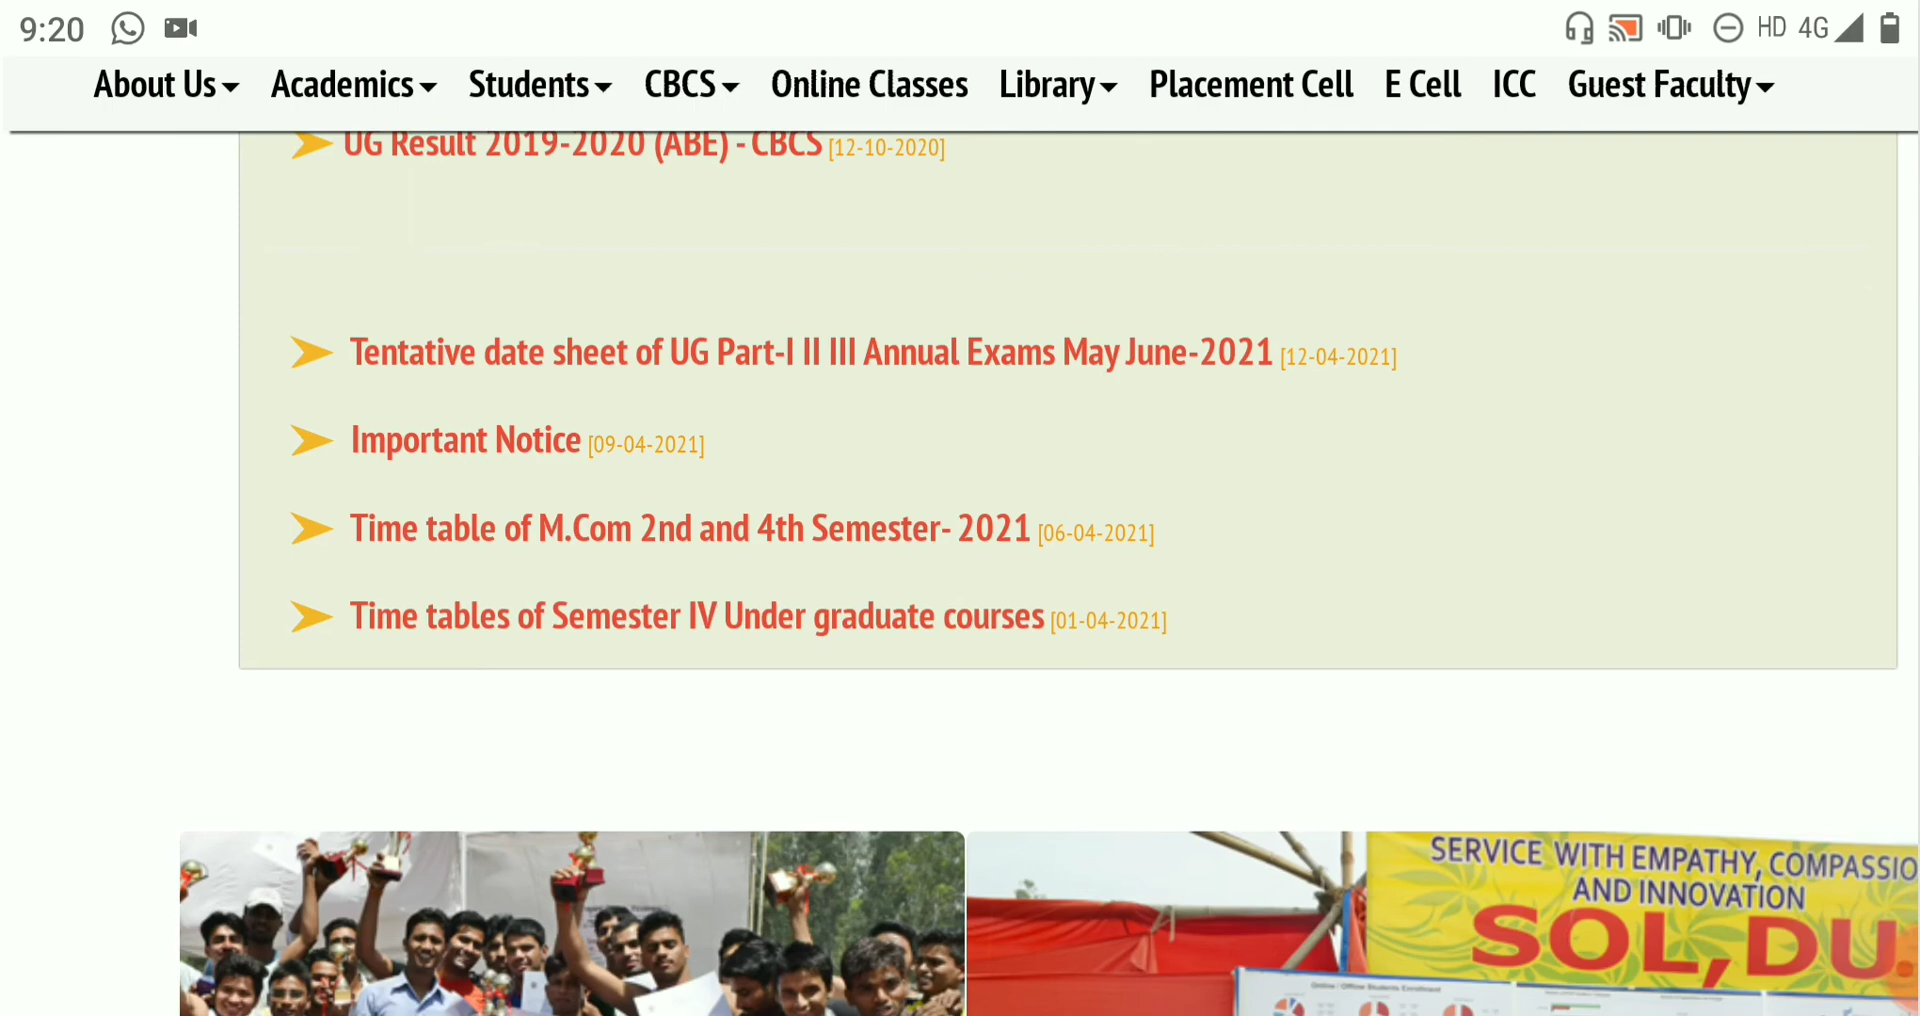 9:20 HD 4G
About Us Academics Students CBCS Online Classes Library Placement Cell E Cell ICC Guest Faculty
UG Result 2019-2020 (ABE) - CBCS [12-10-2020]
Tentative date sheet of UG Part-I II III Annual Exams May June-2021 [12-04-2021]
Important Notice [09-04-2021]
Time table of M.Com 2nd and 4th Semester- 2021 [06-04-2021]
Time tables of Semester IV Under graduate courses [01-04-2021]
SERVICE WITH EMPATHY, COMPASSIO
AND INNOVATION
SOL, DU
Online / Offline Students Enrollment